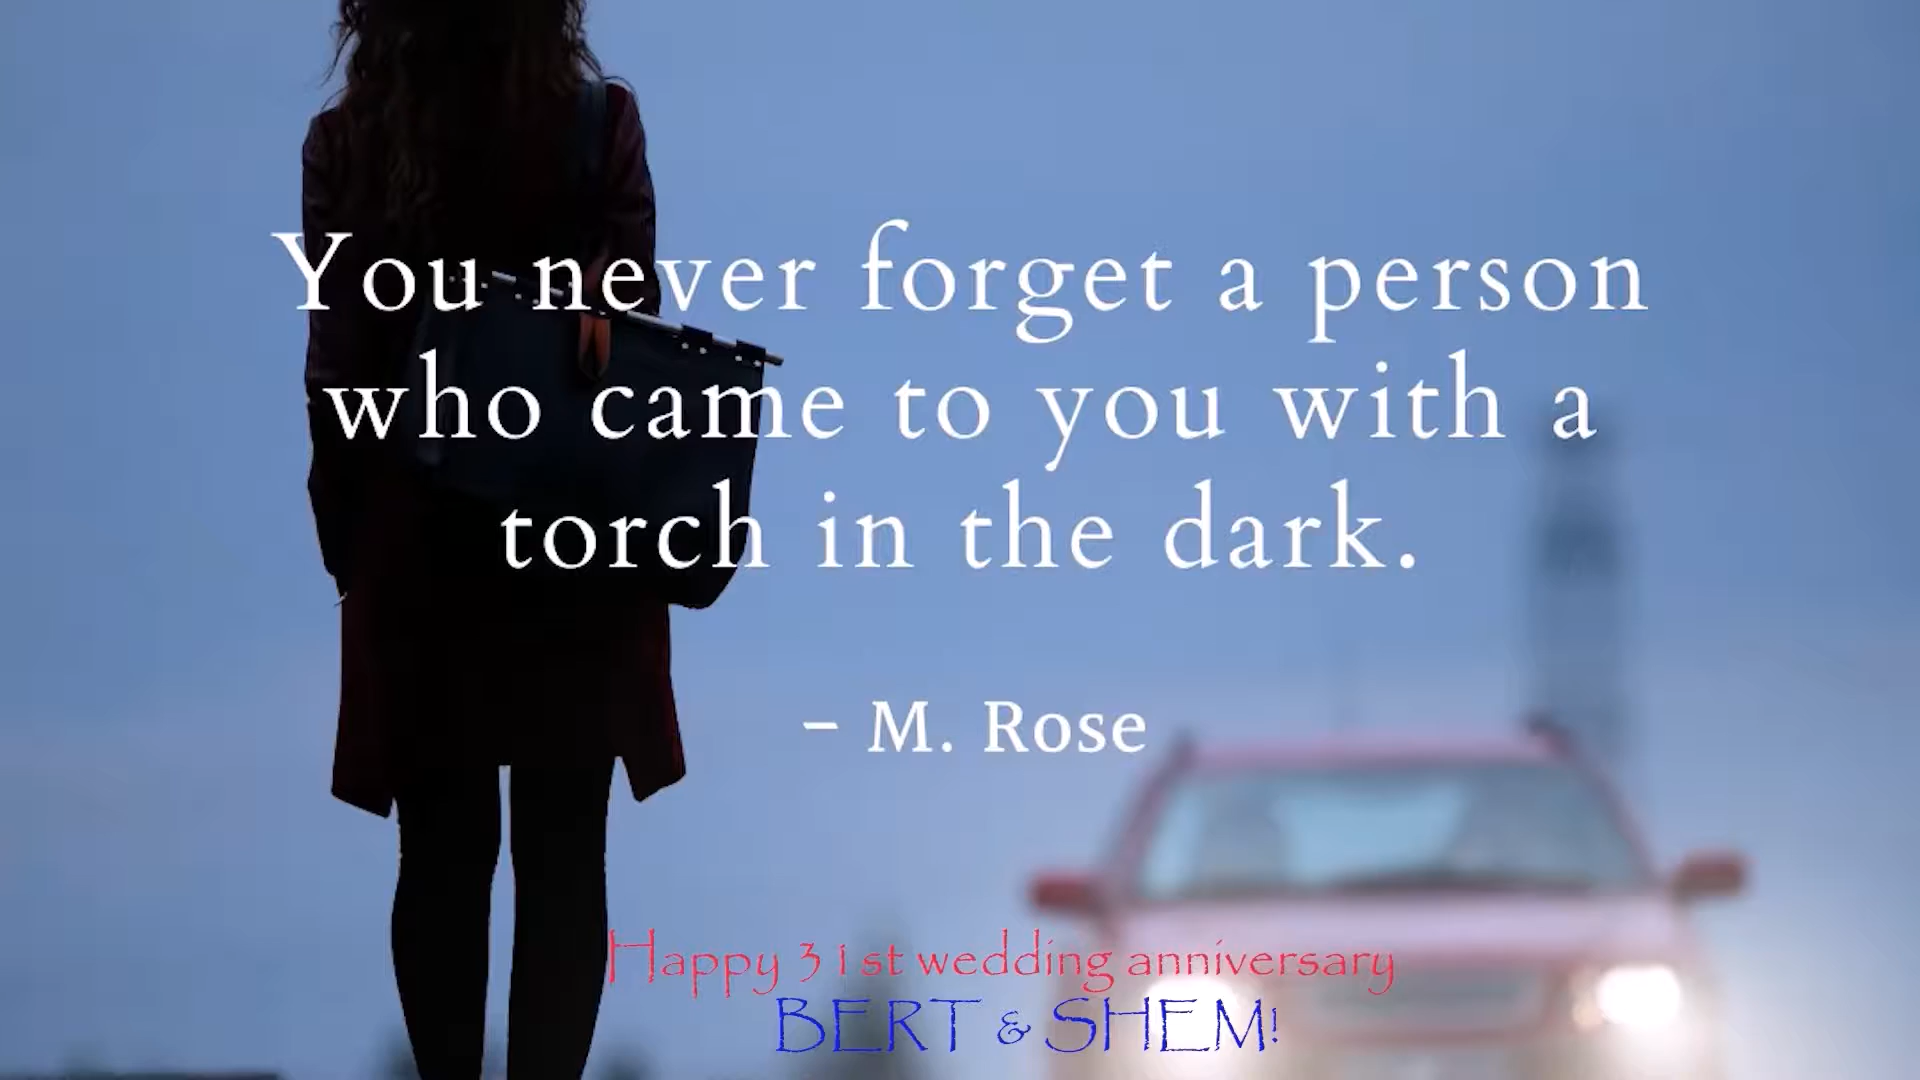 You never forget a person
who came to you with a
torch in the dark.
– M. Rose
Happy 31st wedding anniversary
BERT & SHEM!